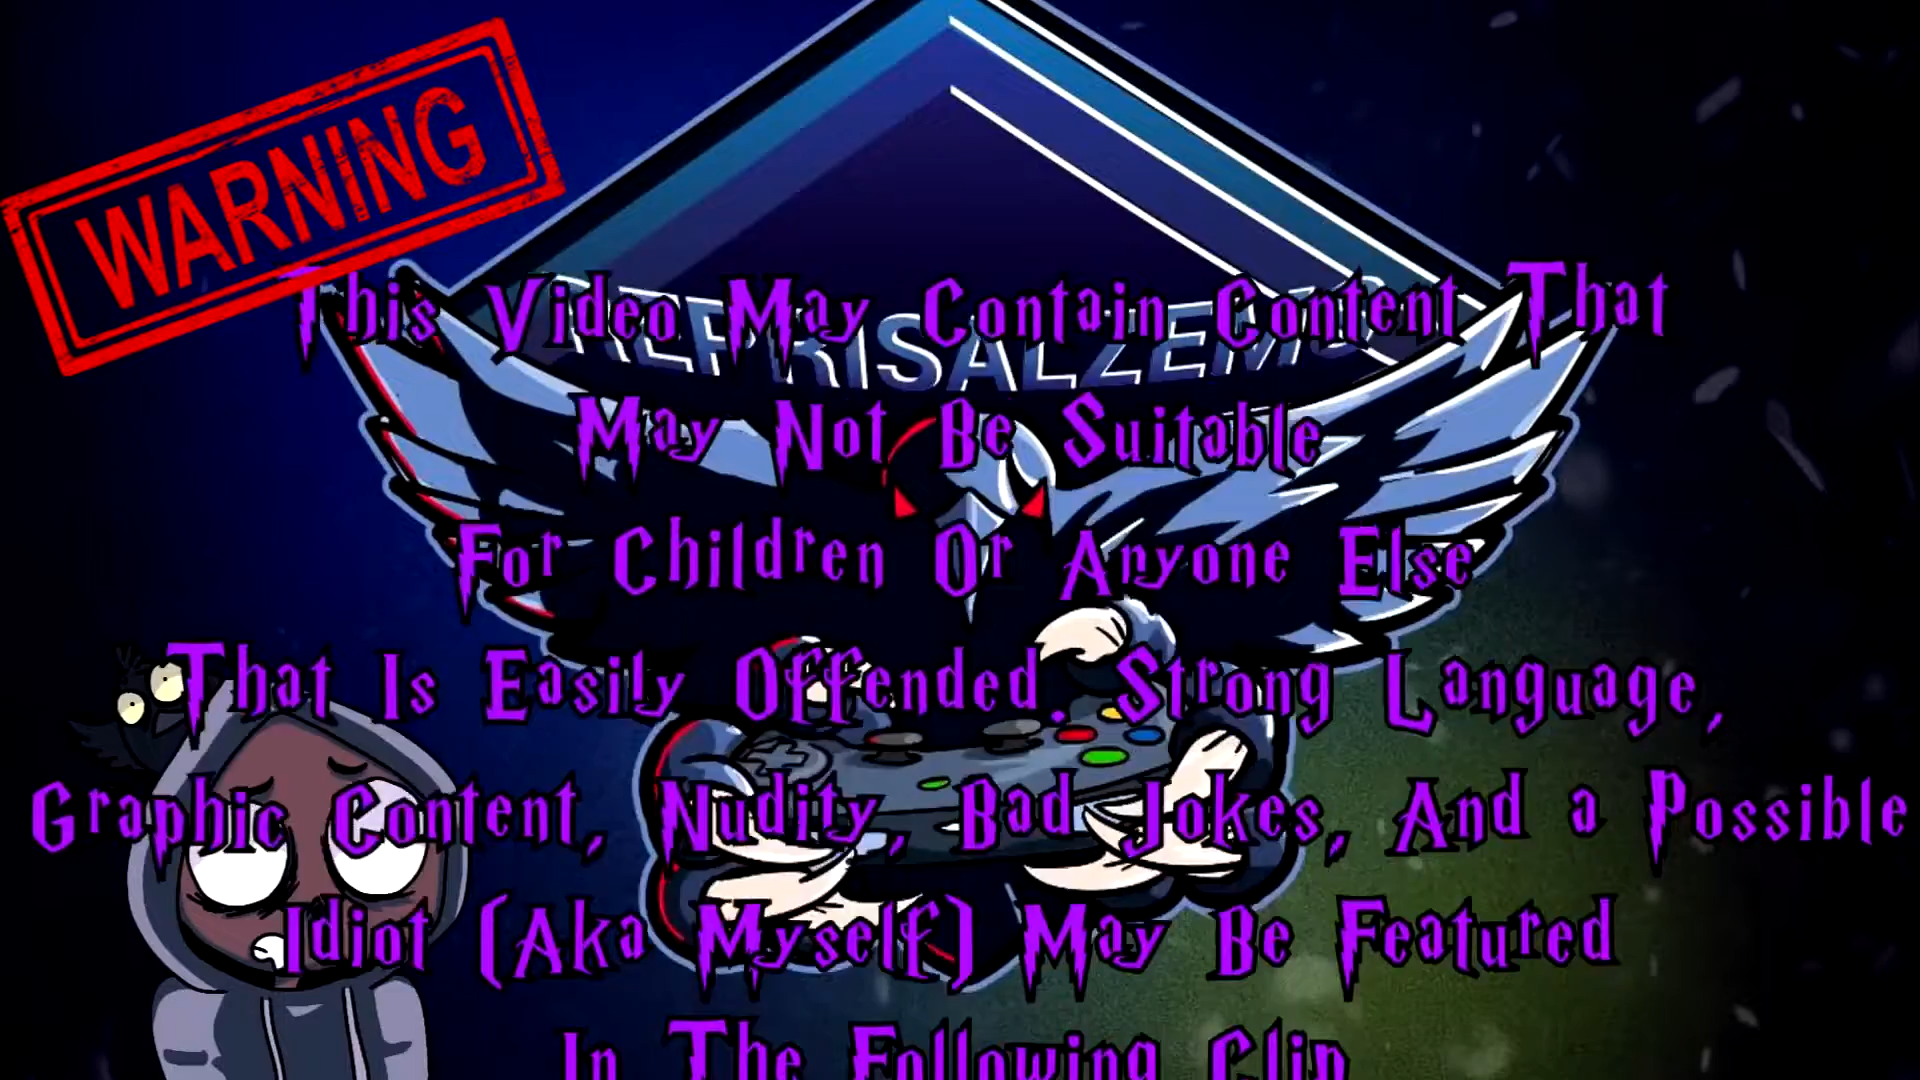 WARNING
This Video May Contain Content That
REPRISALZEMO
May Not Be Suitable
For Children Or Anyone Else
That Is Easily Offended. Strong Language,
Graphic Content, Nudity, Bad Jokes, And a Possible
Idiot (Aka Myself) May Be Featured
In The Following Clip